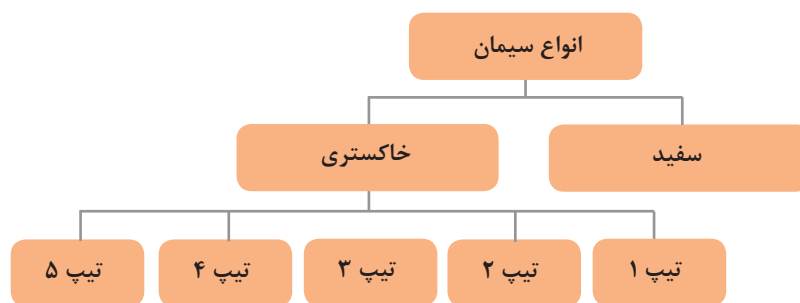 انواع سیمان
سفید
خاکستری
تیپ ۱
تیپ ۲
تیپ ۳
تیپ ۴
تیپ ۵